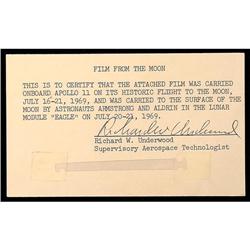 FILM FROM THE MOON
THIS IS TO CERTIFY THAT THE ATTACHED FILM WAS CARRIED
ONBOARD APOLLO 11 ON ITS HISTORIC FLIGHT TO THE MOON,
JULY 16-21, 1969, AND WAS CARRIED TO THE SURFACE OF THE
MOON BY ASTRONAUTS ARMSTRONG AND ALDRIN IN THE LUNAR
MODULE "EAGLE" ON JULY 20-21, 1969.
Richard W. Underwood
Richard W. Underwood
Supervisory Aerospace Technologist